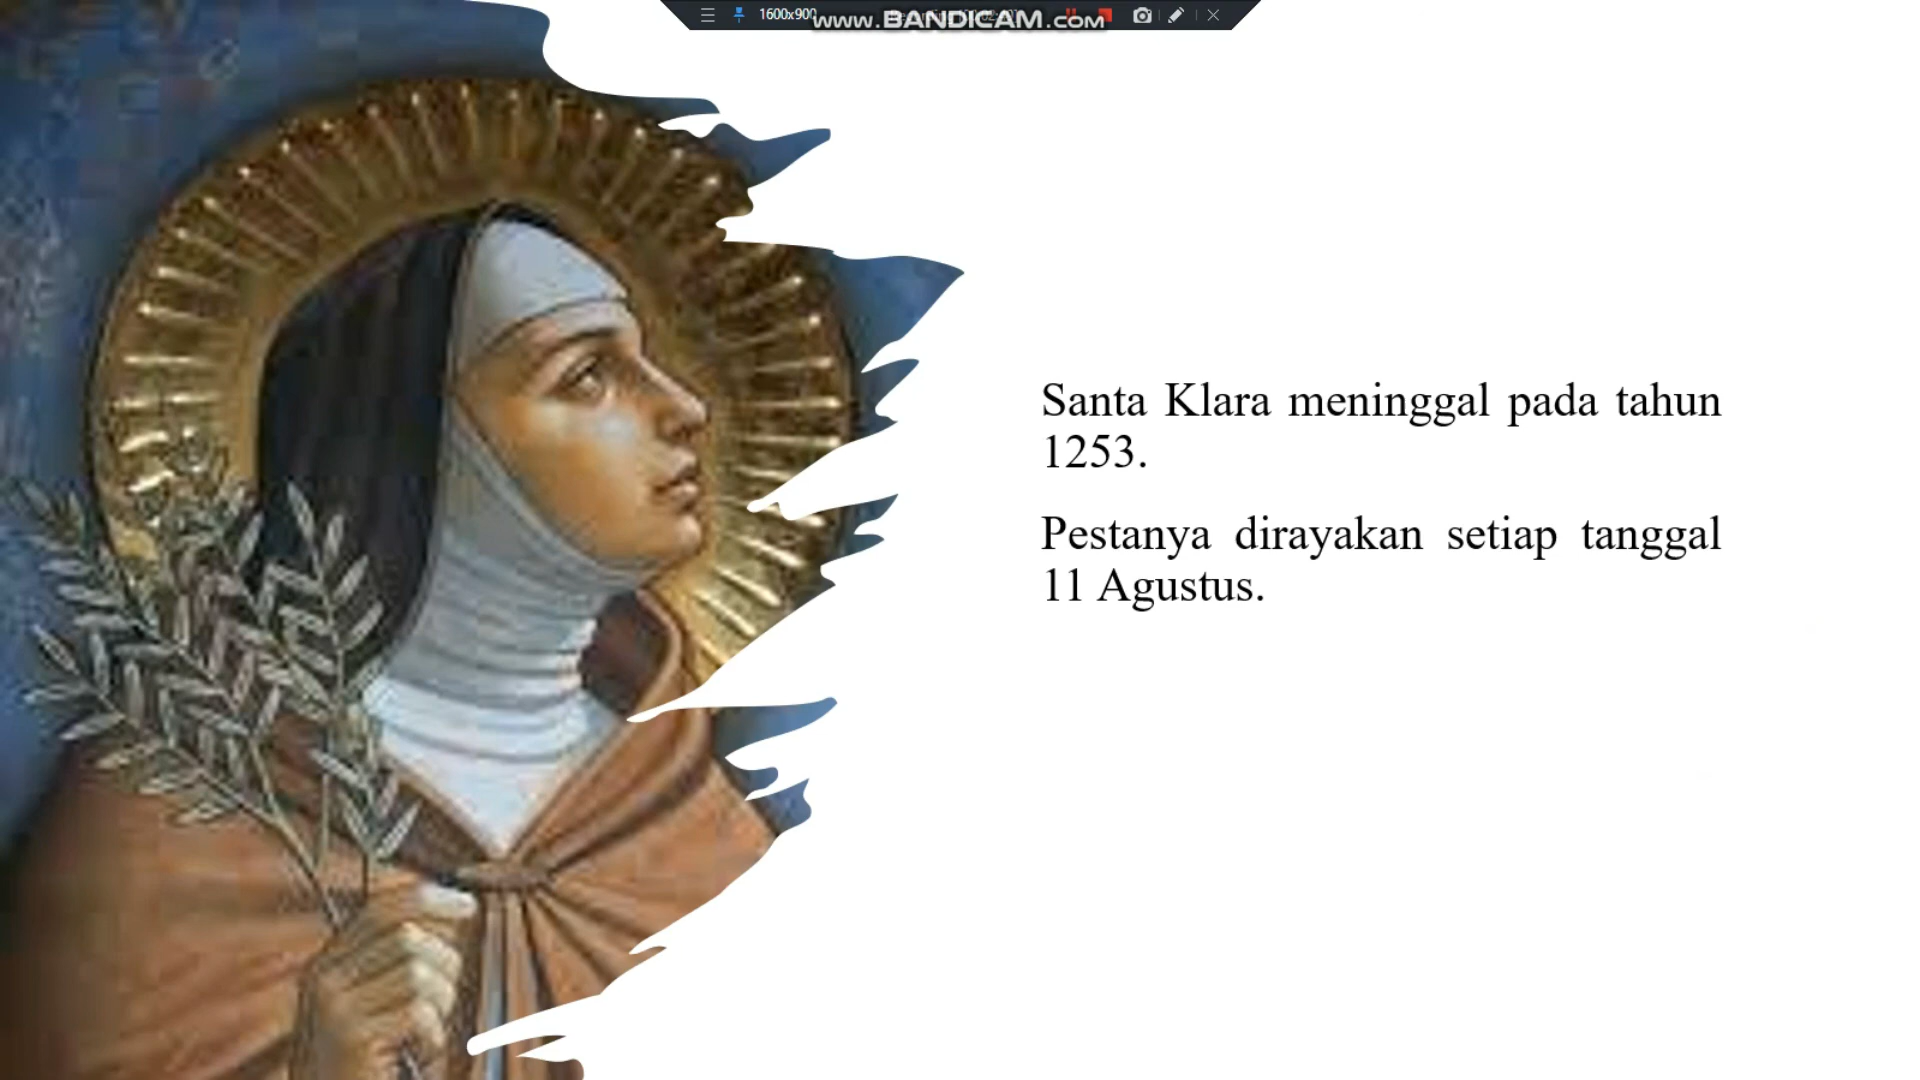 1600x900
www.BANDICAM.com
Santa Klara meninggal pada tahun
1253.
Pestanya dirayakan setiap tanggal
11 Agustus.